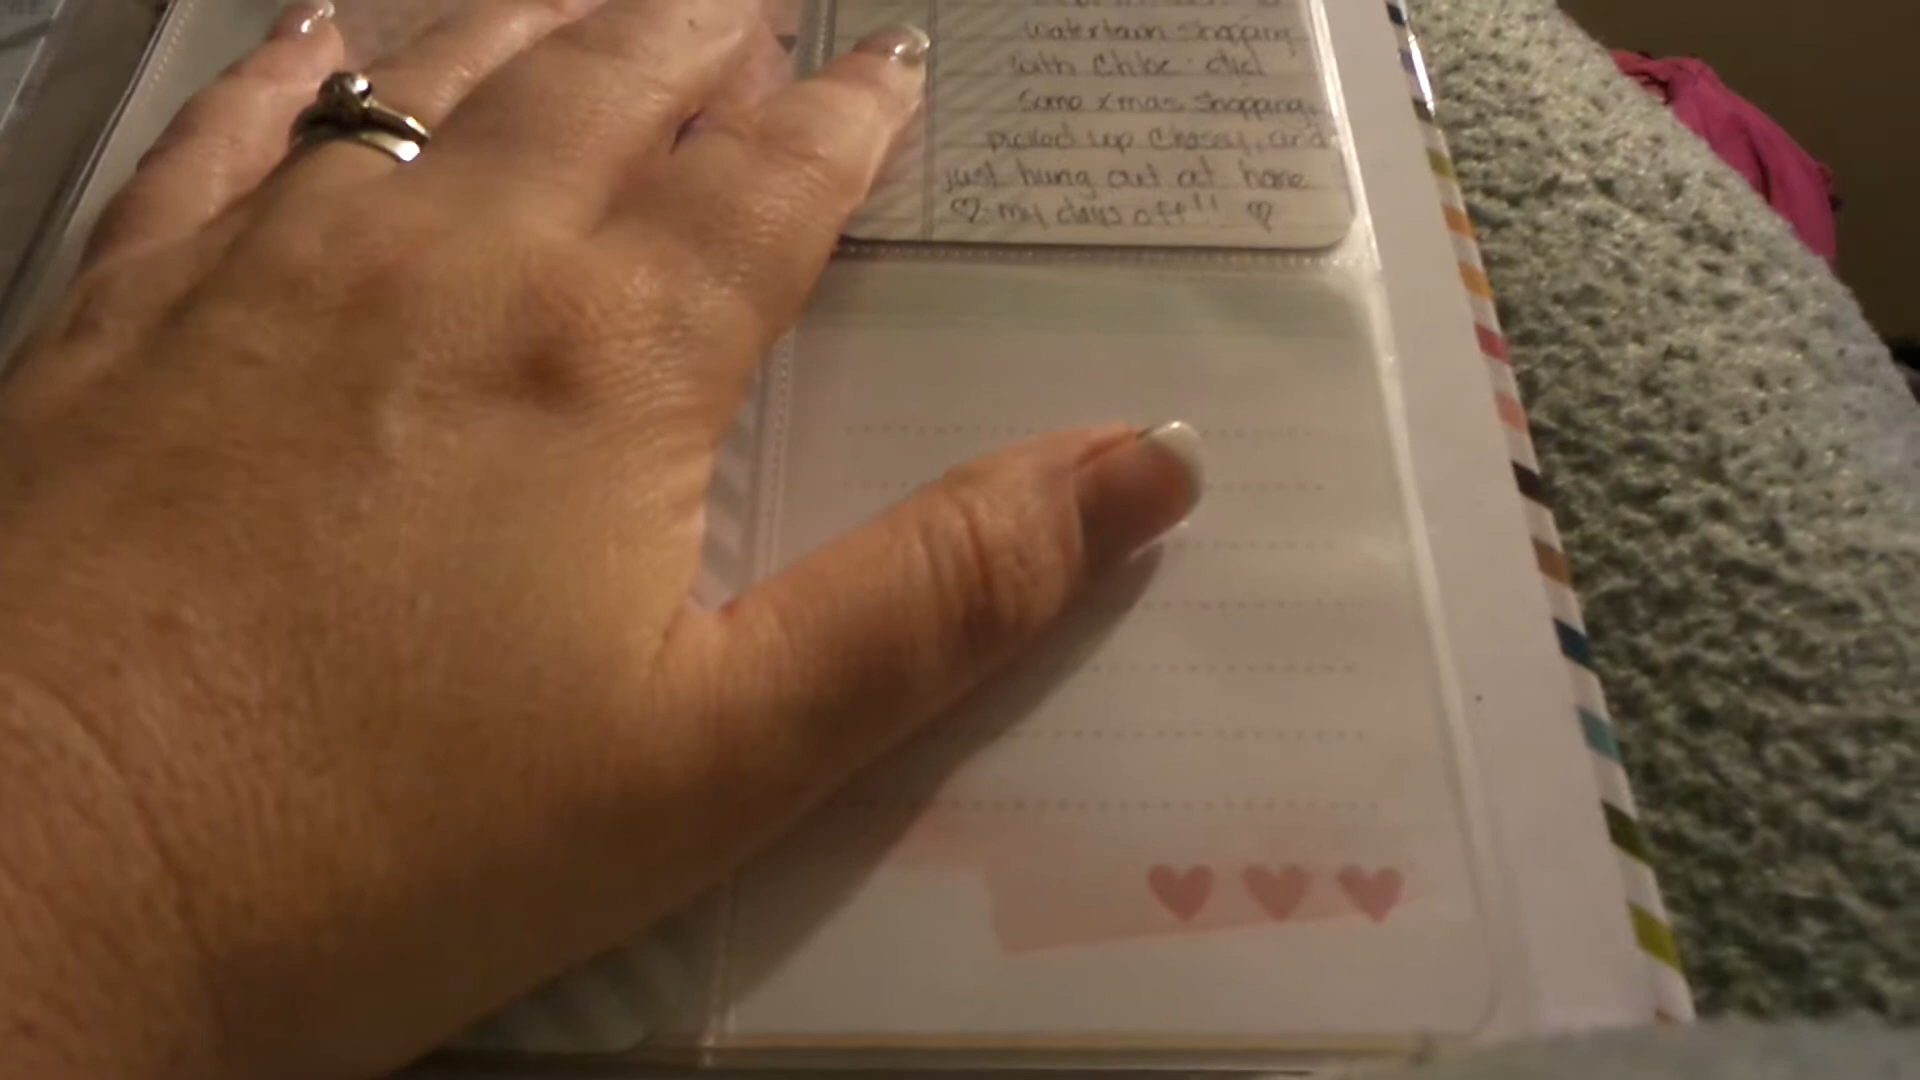 Watertown shopping
with Chloe - did
some xmas shopping,
picked up Chassy, and
just hung out at home
♡ my days off!! ♡